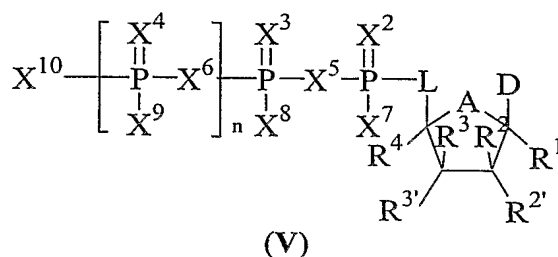 X⁴ X³ X²
X¹⁰ P X⁶ P X⁵ P L D
X⁹ n X⁸ X⁷ A
R⁴ R³ R² R¹
R³' R²'
(V)